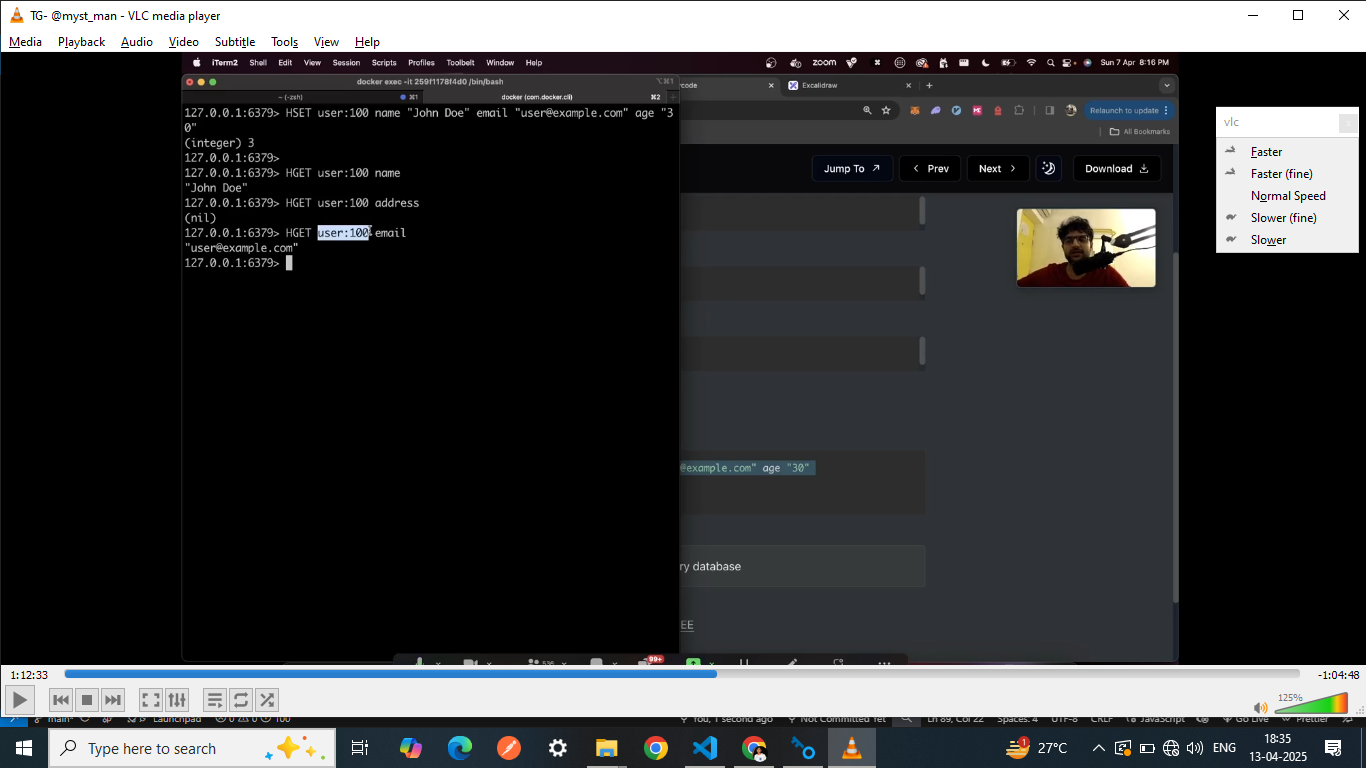 TG- @myst_man - VLC media player
Media Playback Audio Video Subtitle Tools View Help
iTerm2 Shell Edit View Session Scripts Profiles Toolbelt Window Help
zoom
Sun 7 Apr 8:16 PM
docker exec -it 259f1178f4d0 /bin/bash
⌥⌘1
~ (-zsh) ⌘1
docker (com.docker.cli) ⌘2
Excalidraw
Relaunch to update
All Bookmarks
127.0.0.1:6379> HSET user:100 name "John Doe" email "user@example.com" age "3
0"
(integer) 3
127.0.0.1:6379>
127.0.0.1:6379> HGET user:100 name
"John Doe"
127.0.0.1:6379> HGET user:100 address
(nil)
127.0.0.1:6379> HGET user:100 email
"user@example.com"
127.0.0.1:6379>
Jump To
Prev
Next
Download
@example.com" age "30"
ry database
EE
vlc
Faster
Faster (fine)
Normal Speed
Slower (fine)
Slower
99+
1:12:33
-1:04:48
125%
main*
Launchpad
You, 1 second ago
Not Committed Yet
Ln 89, Col 22
Spaces: 4
UTF-8
CRLF
JavaScript
Go Live
Prettier
Type here to search
1
27°C
ENG
18:35
13-04-2025